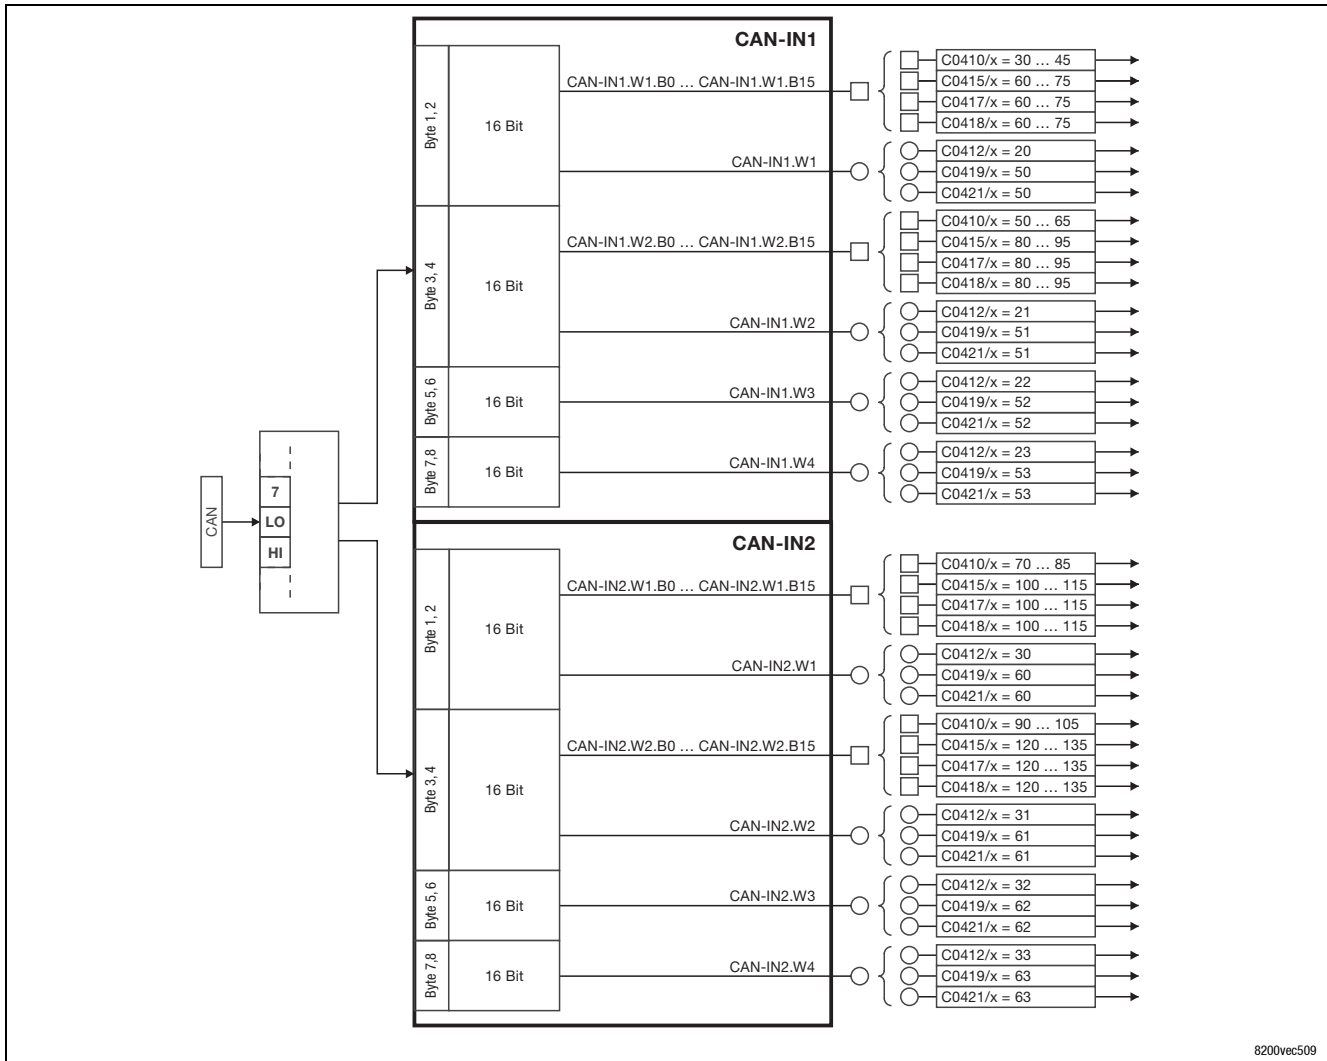 CAN-IN1
Byte 1, 2
16 Bit
CAN-IN1.W1.B0 ... CAN-IN1.W1.B15
C0410/x = 30 ... 45
C0415/x = 60 ... 75
C0417/x = 60 ... 75
C0418/x = 60 ... 75
CAN-IN1.W1
C0412/x = 20
C0419/x = 50
C0421/x = 50
Byte 3, 4
16 Bit
CAN-IN1.W2.B0 ... CAN-IN1.W2.B15
C0410/x = 50 ... 65
C0415/x = 80 ... 95
C0417/x = 80 ... 95
C0418/x = 80 ... 95
CAN-IN1.W2
C0412/x = 21
C0419/x = 51
C0421/x = 51
Byte 5, 6
16 Bit
CAN-IN1.W3
C0412/x = 22
C0419/x = 52
C0421/x = 52
Byte 7,8
16 Bit
CAN-IN1.W4
C0412/x = 23
C0419/x = 53
C0421/x = 53
CAN
7
LO
HI
CAN-IN2
Byte 1, 2
16 Bit
CAN-IN2.W1.B0 ... CAN-IN2.W1.B15
C0410/x = 70 ... 85
C0415/x = 100 ... 115
C0417/x = 100 ... 115
C0418/x = 100 ... 115
CAN-IN2.W1
C0412/x = 30
C0419/x = 60
C0421/x = 60
Byte 3, 4
16 Bit
CAN-IN2.W2.B0 ... CAN-IN2.W2.B15
C0410/x = 90 ... 105
C0415/x = 120 ... 135
C0417/x = 120 ... 135
C0418/x = 120 ... 135
CAN-IN2.W2
C0412/x = 31
C0419/x = 61
C0421/x = 61
Byte 5, 6
16 Bit
CAN-IN2.W3
C0412/x = 32
C0419/x = 62
C0421/x = 62
Byte 7,8
16 Bit
CAN-IN2.W4
C0412/x = 33
C0419/x = 63
C0421/x = 63
8200vec509